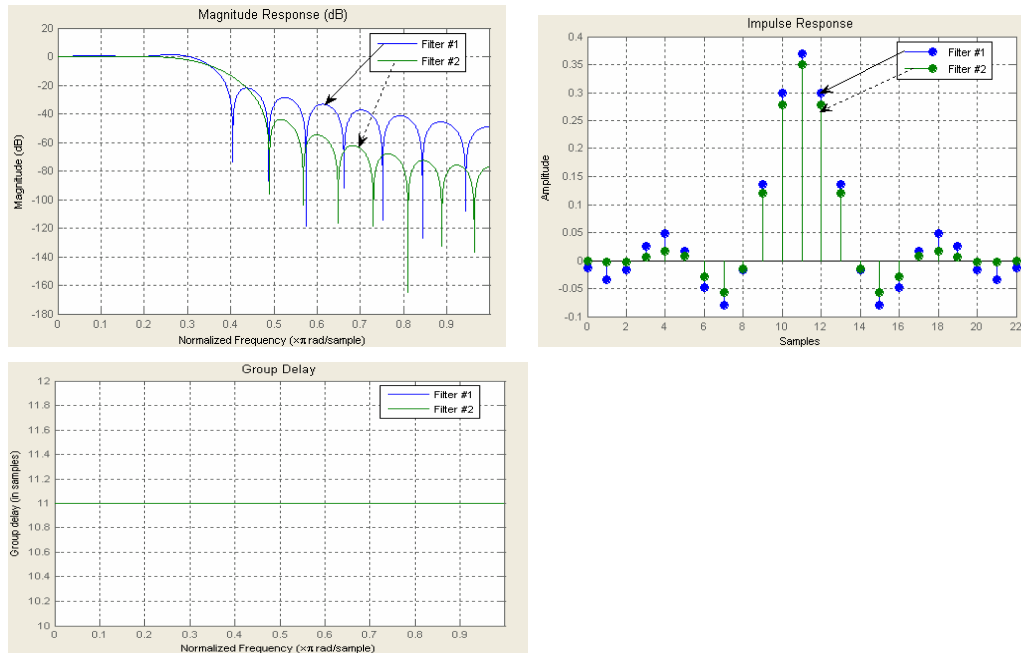 Magnitude Response (dB)
20
0
-20
-40
-60
-80
-100
-120
-140
-160
-180
Magnitude (dB)
0 0.1 0.2 0.3 0.4 0.5 0.6 0.7 0.8 0.9
Normalized Frequency (×π rad/sample)
Filter #1
Filter #2
Impulse Response
0.4
0.35
0.3
0.25
0.2
0.15
0.1
0.05
0
-0.05
-0.1
Amplitude
0 2 4 6 8 10 12 14 16 18 20 22
Samples
Filter #1
Filter #2
Group Delay
12
11.8
11.6
11.4
11.2
11
10.8
10.6
10.4
10.2
10
Group delay (in samples)
0 0.1 0.2 0.3 0.4 0.5 0.6 0.7 0.8 0.9
Normalized Frequency (×π rad/sample)
Filter #1
Filter #2